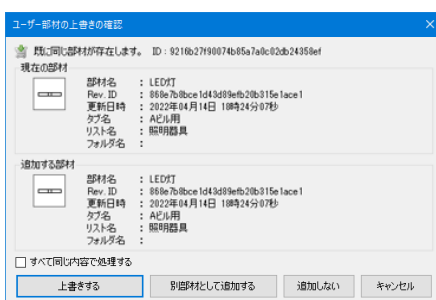 ユーザー部材の上書きの確認
既に同じ部材が存在します。 ID : 9216b27f90074b85a7a0c02db24358ef
現在の部材
部材名 : LED灯
Rev. ID : 868e7b8bce1d43d89efb20b315e1ace1
更新日時 : 2022年04月14日 18時24分07秒
タブ名 : Aビル用
リスト名 : 照明器具
フォルダ名 :
追加する部材
部材名 : LED灯
Rev. ID : 868e7b8bce1d43d89efb20b315e1ace1
更新日時 : 2022年04月14日 18時24分07秒
タブ名 : Aビル用
リスト名 : 照明器具
フォルダ名 :
すべて同じ内容で処理する
上書きする 別部材として追加する 追加しない キャンセル